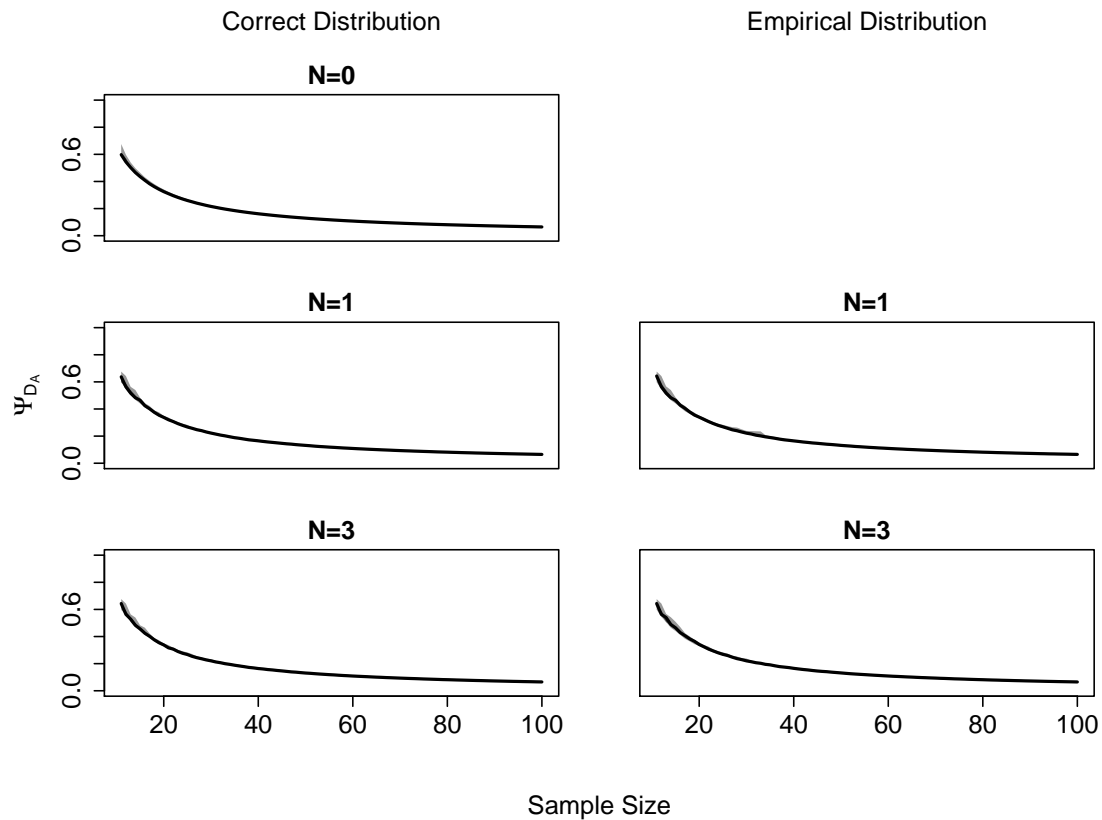 Correct Distribution
Empirical Distribution
N=0
0.6
0.0
N=1
N=1
0.6
0.0
Ψ_{D_A}
N=3
N=3
0.6
0.0
20 40 60 80 100
20 40 60 80 100
Sample Size